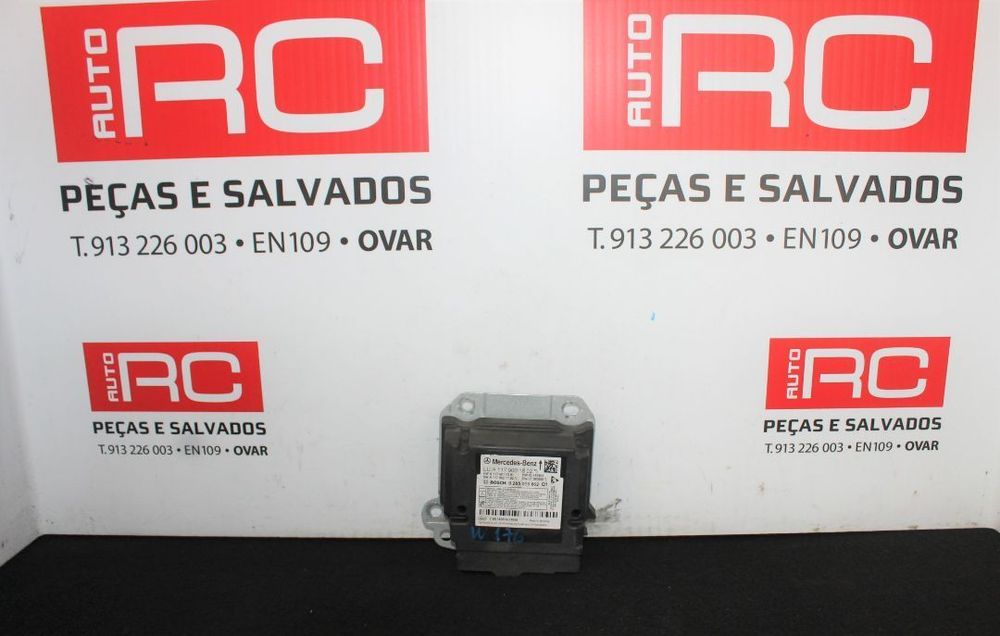 AUTO RC
PEÇAS E SALVADOS
T. 913 226 003 • EN109 • OVAR
AUTO RC
PEÇAS E SALVADOS
T. 913 226 003 • EN109 • OVAR
AUTO RC
PEÇAS E SALVADOS
T. 913 226 003 • EN109 • OVAR
AUTO RC
PEÇAS E SALVADOS
T. 913 226 003 • EN109 • OVAR
Mercedes-Benz
BOSCH
W 176